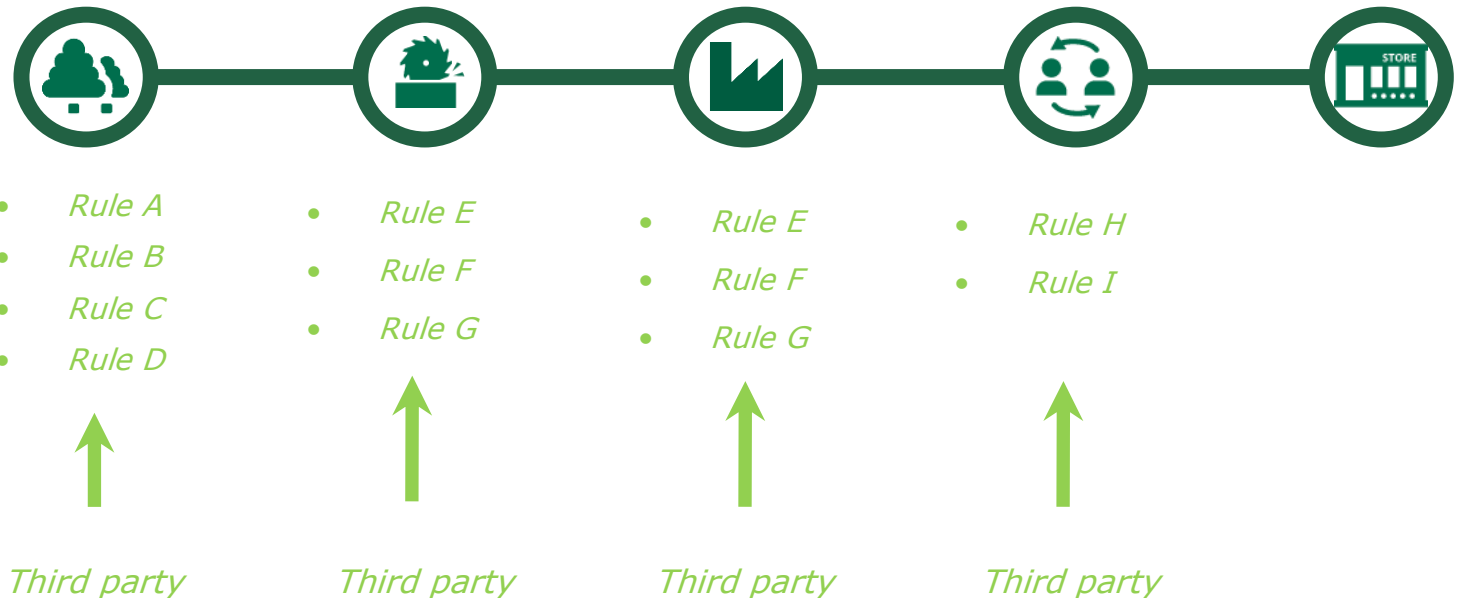 STORE
• Rule A
• Rule B
• Rule C
• Rule D
• Rule E
• Rule F
• Rule G
• Rule E
• Rule F
• Rule G
• Rule H
• Rule I
Third party
Third party
Third party
Third party